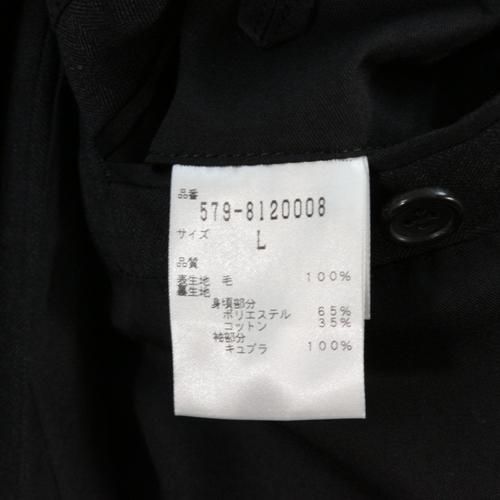 品番
579-8120008
サイズ
L
品質
表生地 毛 100%
裏生地
身頃部分
ポリエステル 65%
コットン 35%
袖部分
キュプラ 100%